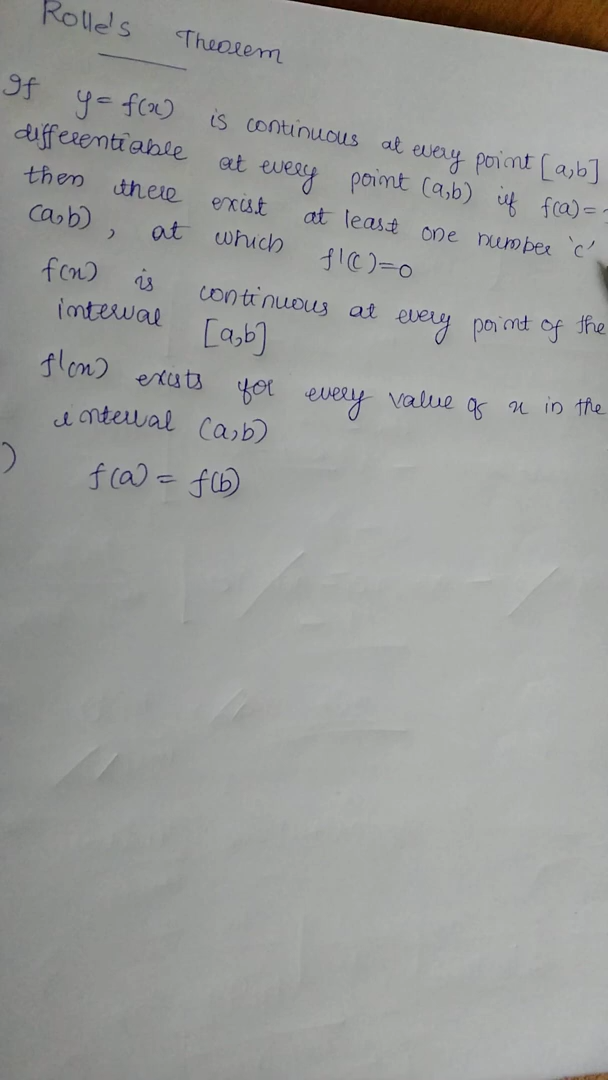 Rolle's Theorem
If y = f(x) is continuous at every point [a,b]
differentiable at every point (a,b) if f(a) =
then there exist at least one number 'c'
(a,b), at which f'(c)=0
f(x) is continuous at every point of the
interval [a,b]
f'(x) exists for every value of x in the
interval (a,b)
) f(a) = f(b)